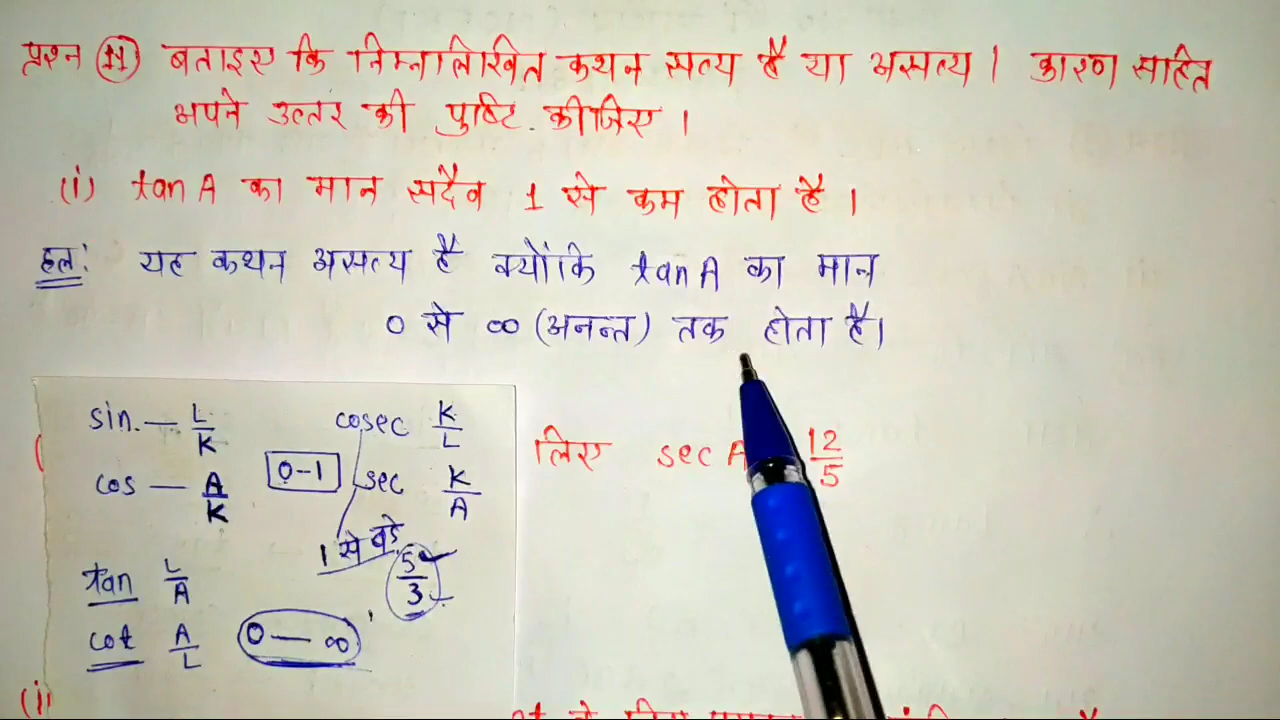 प्रश्न 11 बताइए कि निम्नलिखित कथन सत्य है या असत्य। कारण सहित
अपने उत्तर की पुष्टि कीजिए।
(i) tan A का मान सदैव 1 से कम होता है।
हल: यह कथन असत्य है क्योंकि tan A का मान
0 से ∞ (अनन्त) तक होता है।
sin. — L/K cosec K/L
लिए sec A 12/5
cos — A/K 0-1 sec K/A
1 से बड़े
5/3
tan L/A
cot A/L 0 — ∞